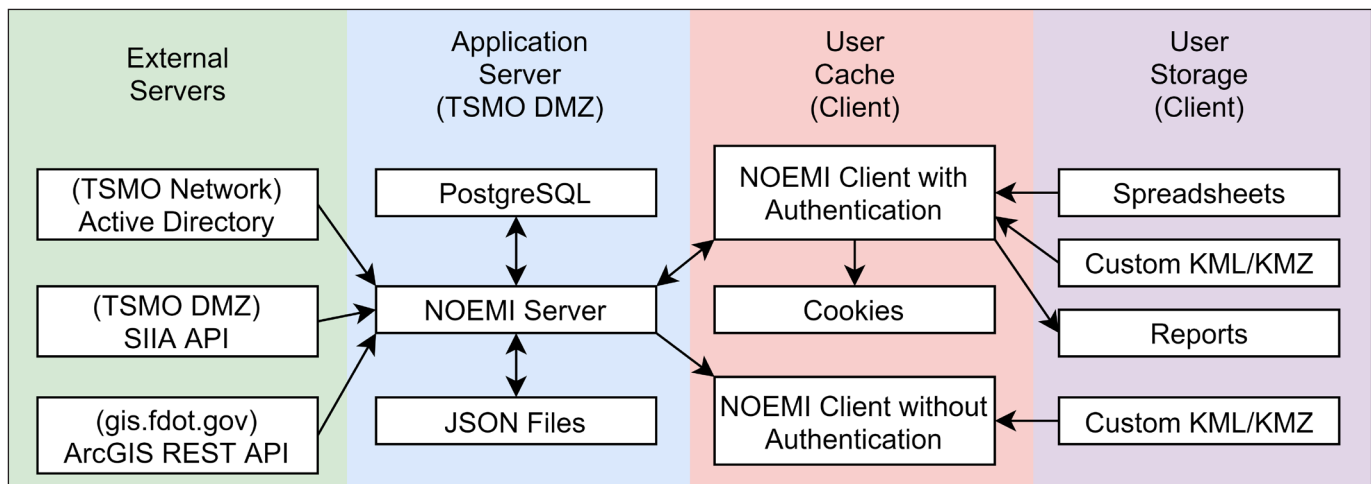 External
Servers
Application
Server
(TSMO DMZ)
User
Cache
(Client)
User
Storage
(Client)
(TSMO Network)
Active Directory
(TSMO DMZ)
SIIA API
(gis.fdot.gov)
ArcGIS REST API
PostgreSQL
NOEMI Server
JSON Files
NOEMI Client with
Authentication
Cookies
NOEMI Client without
Authentication
Spreadsheets
Custom KML/KMZ
Reports
Custom KML/KMZ